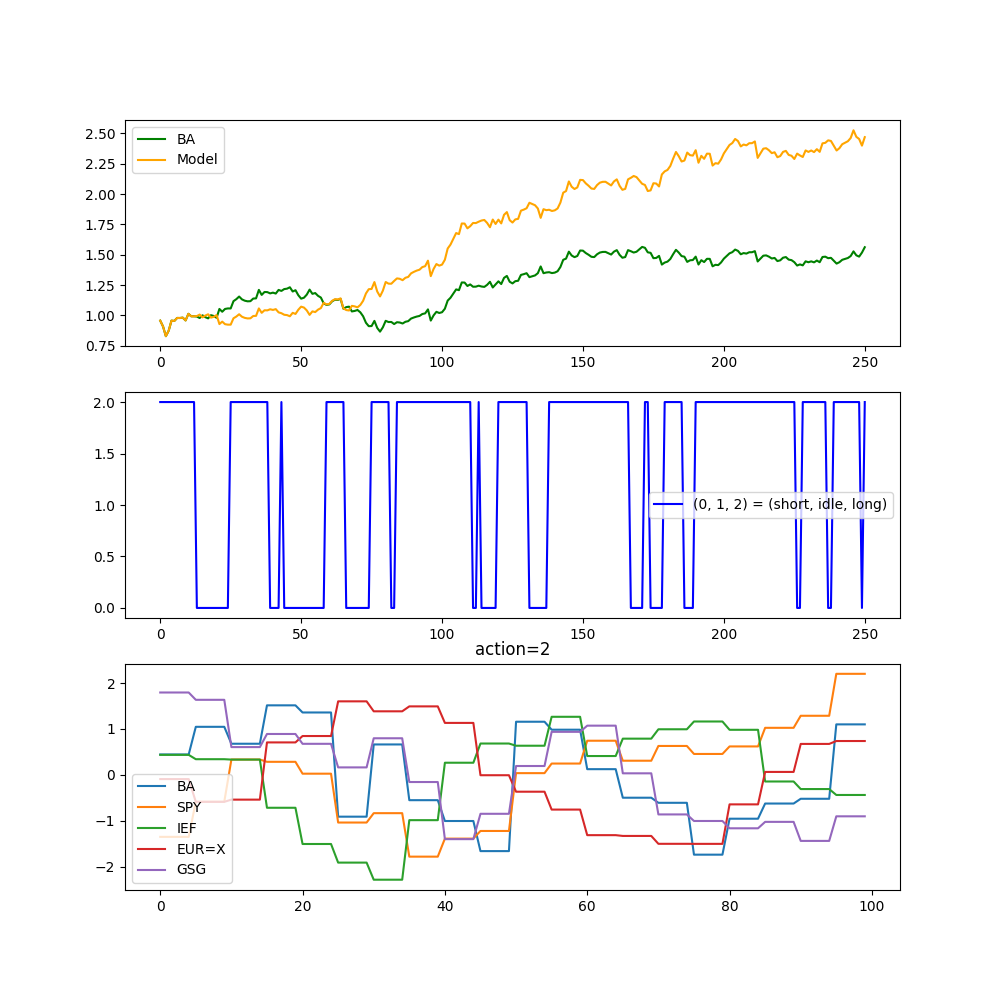 2.50
2.25
2.00
1.75
1.50
1.25
1.00
0.75
BA
Model
0 50 100 150 200 250
2.0
1.5
1.0
0.5
0.0
(0, 1, 2) = (short, idle, long)
0 50 100 150 200 250
action=2
2
1
0
−1
−2
BA
SPY
IEF
EUR=X
GSG
0 20 40 60 80 100